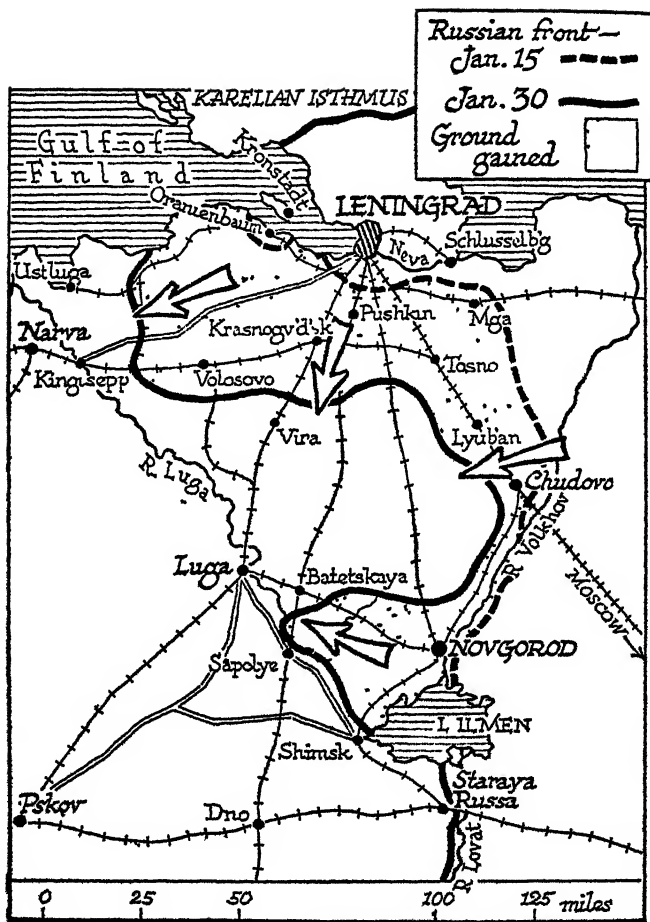 Russian front—
Jan. 15
Jan. 30
Ground
gained
KARELIAN ISTHMUS
Gulf of
Finland
Kronstadt
Oranienbaum
LENINGRAD
Neva
Schlusselb'g
Ustluga
Pushkin
Mga
Narva
Krasnogv'd'sk
Kingisepp
Volosovo
Tosno
Vira
Lyuban
R. Luga
Chudovo
R. Volkhov
MOSCOW
Luga
Batetskaya
NOVGOROD
Sapolye
L. ILMEN
Shimsk
Staraya
Russa
Pskov
Dno
R. Lovat
0 25 50 100 125 miles